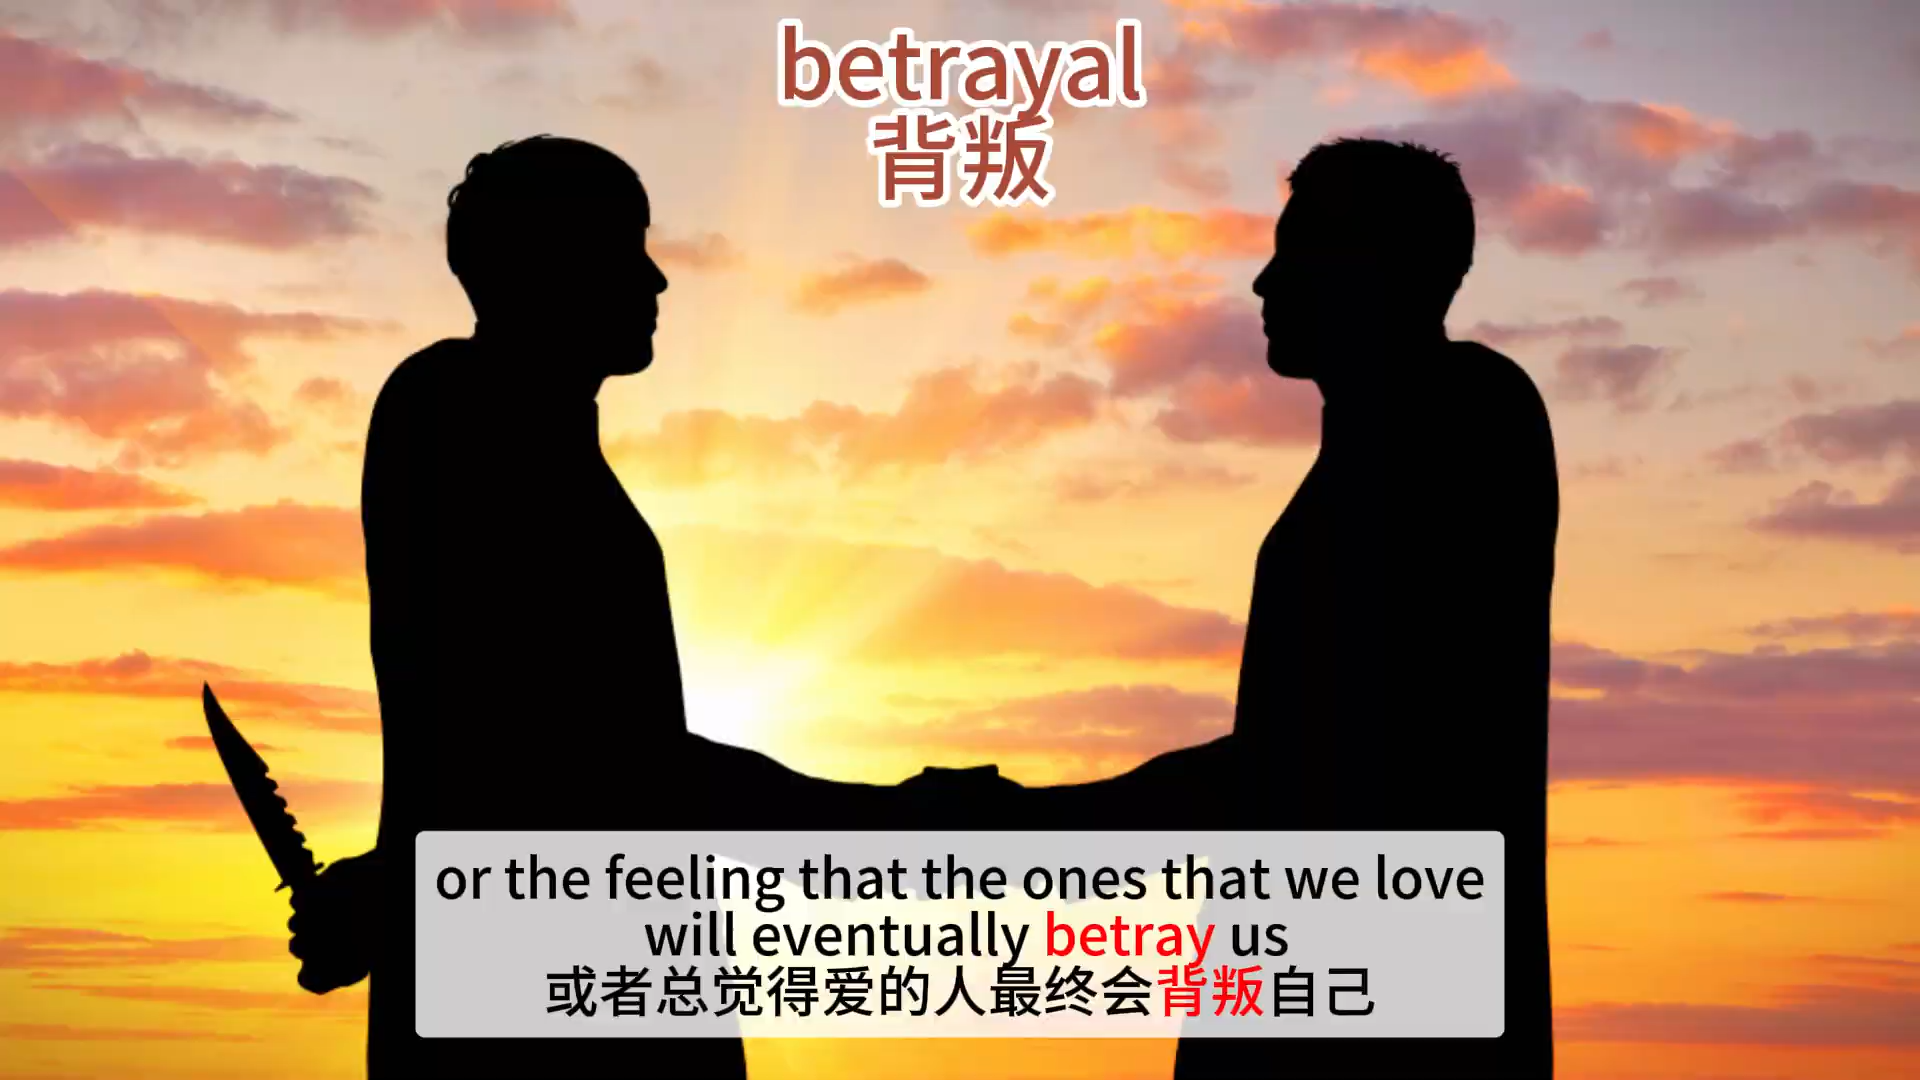 betrayal
背叛
or the feeling that the ones that we love
will eventually betray us
或者总觉得爱的人最终会背叛自己